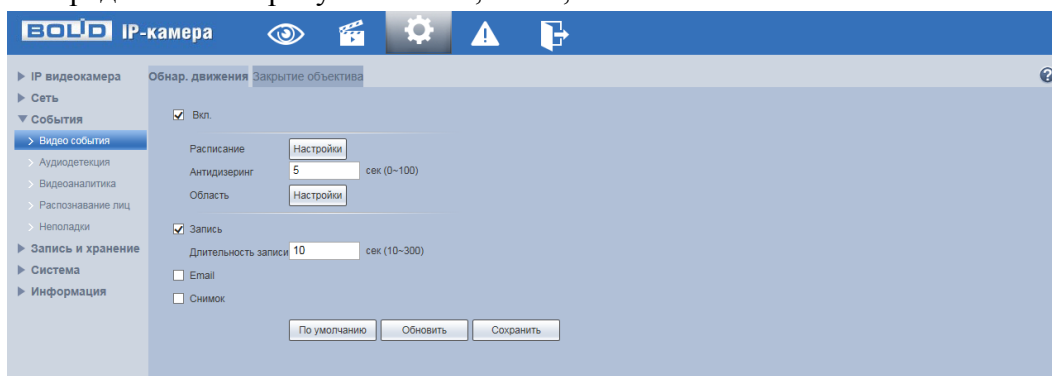 BOLID IP-камера
IP видеокамера
Сеть
События
Видео события
Аудиодетекция
Видеоаналитика
Распознавание лиц
Неполадки
Запись и хранение
Система
Информация
Обнар. движения Закрытие объектива
Вкл.
Расписание Настройки
Антидизеринг 5 сек (0~100)
Область Настройки
Запись
Длительность записи 10 сек (10~300)
Email
Снимок
По умолчанию Обновить Сохранить